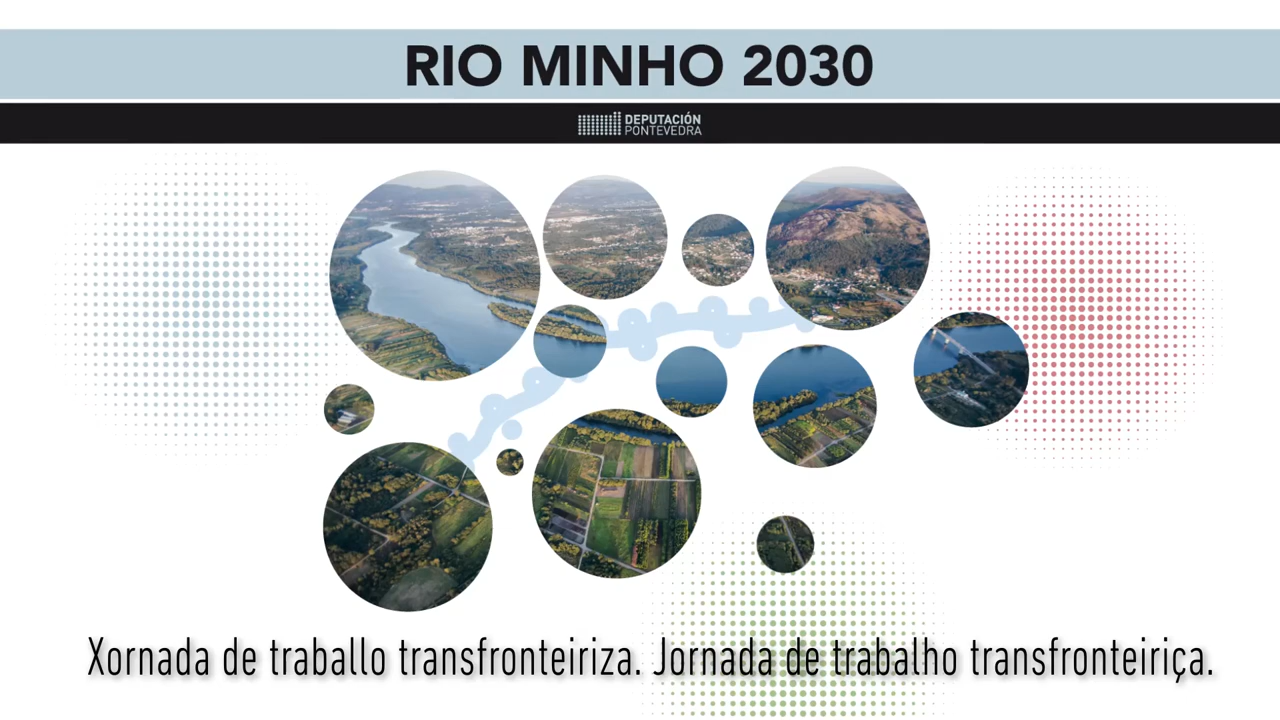 RIO MINHO 2030
DEPUTACIÓN
PONTEVEDRA
Xornada de traballo transfronteiriza. Jornada de trabalho transfronteiriça.